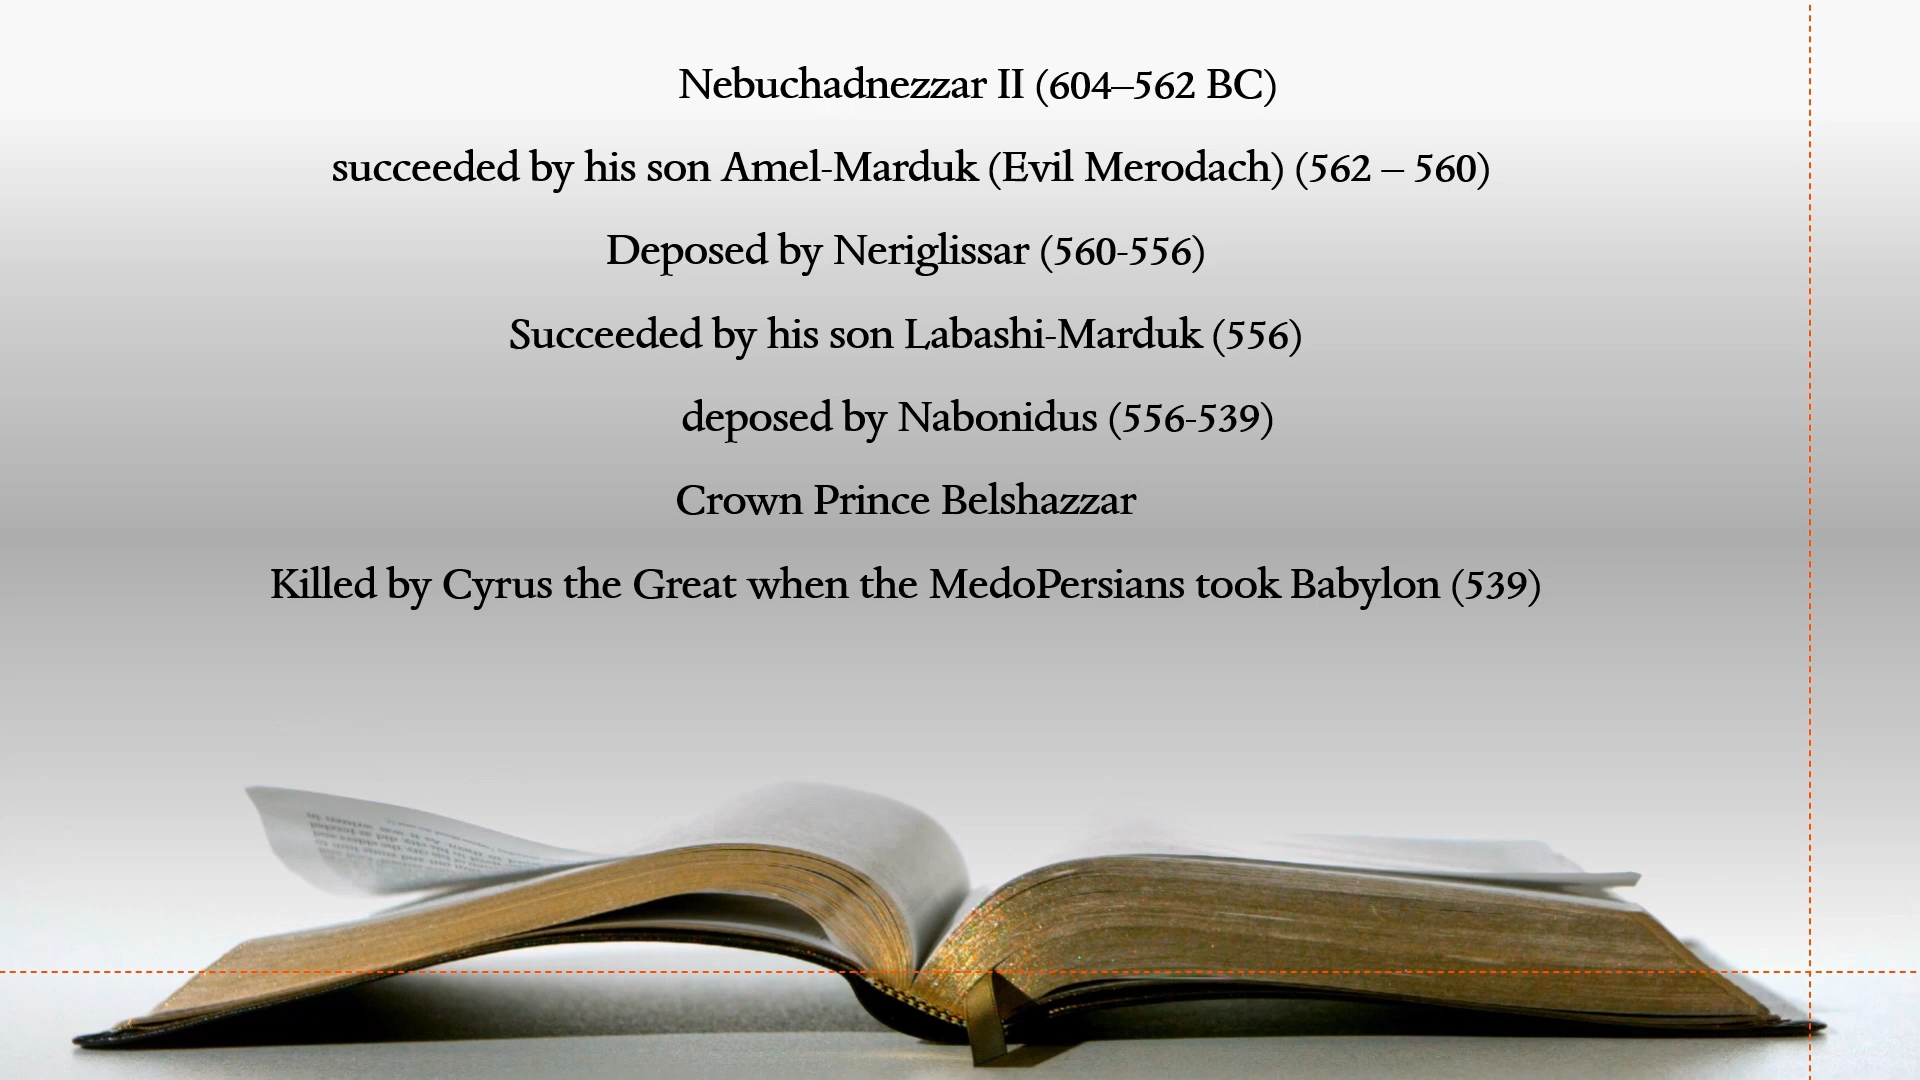 Nebuchadnezzar II (604–562 BC)
succeeded by his son Amel-Marduk (Evil Merodach) (562 – 560)
Deposed by Neriglissar (560-556)
Succeeded by his son Labashi-Marduk (556)
deposed by Nabonidus (556-539)
Crown Prince Belshazzar
Killed by Cyrus the Great when the MedoPersians took Babylon (539)